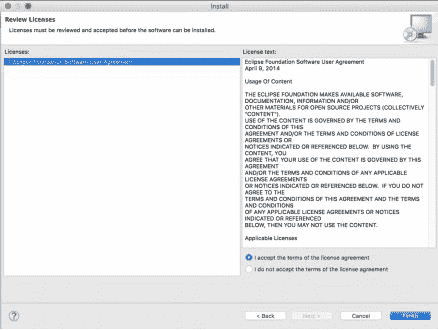 Install
Review Licenses
Licenses must be reviewed and accepted before the software can be installed.
Licenses:
License text:
Eclipse Foundation Software User Agreement
Eclipse Foundation Software User Agreement
April 9, 2014
Usage Of Content
THE ECLIPSE FOUNDATION MAKES AVAILABLE SOFTWARE,
DOCUMENTATION, INFORMATION AND/OR
OTHER MATERIALS FOR OPEN SOURCE PROJECTS (COLLECTIVELY
"CONTENT").
USE OF THE CONTENT IS GOVERNED BY THE TERMS AND
CONDITIONS OF THIS
AGREEMENT AND/OR THE TERMS AND CONDITIONS OF LICENSE
AGREEMENTS OR
NOTICES INDICATED OR REFERENCED BELOW. BY USING THE
CONTENT, YOU
AGREE THAT YOUR USE OF THE CONTENT IS GOVERNED BY THIS
AGREEMENT
AND/OR THE TERMS AND CONDITIONS OF ANY APPLICABLE
LICENSE AGREEMENTS
OR NOTICES INDICATED OR REFERENCED BELOW. IF YOU DO NOT
AGREE TO THE
TERMS AND CONDITIONS OF THIS AGREEMENT AND THE TERMS
AND CONDITIONS
OF ANY APPLICABLE LICENSE AGREEMENTS OR NOTICES
INDICATED OR REFERENCED
BELOW, THEN YOU MAY NOT USE THE CONTENT.
Applicable Licenses
I accept the terms of the license agreement
I do not accept the terms of the license agreement
?
< Back
Next >
Cancel
Finish